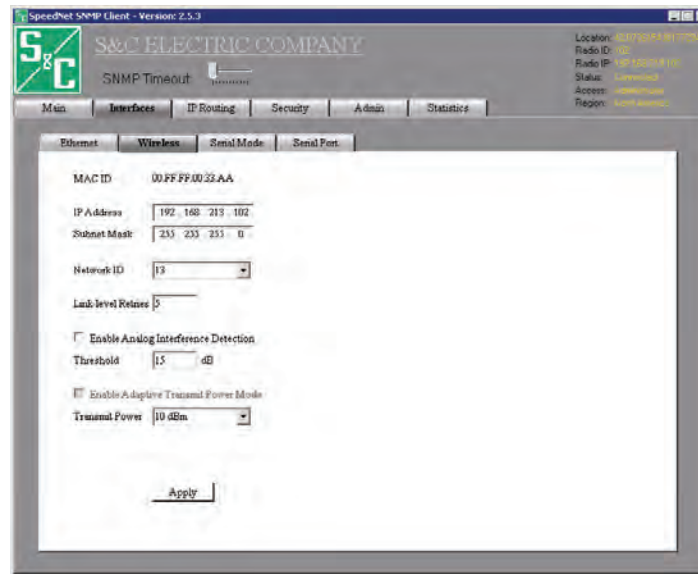 SpeedNet SNMP Client - Version: 2.5.3
S&C
S&C ELECTRIC COMPANY
SNMP Timeout:
Location:
Radio ID: 102
Radio IP:
Status: Connected
Access:
Region:
Main Interfaces IP Routing Security Admin Statistics
Ethernet Wireless Serial Mode Serial Port
MAC ID 00.FF.FF.00.33.AA
IP Address 192 . 168 . 213 . 102
Subnet Mask 255 . 255 . 255 . 0
Network ID 13
Link-level Retries 5
Enable Analog Interference Detection
Threshold 15 dB
Enable Adaptive Transmit Power Mode
Transmit Power 10 dBm
Apply